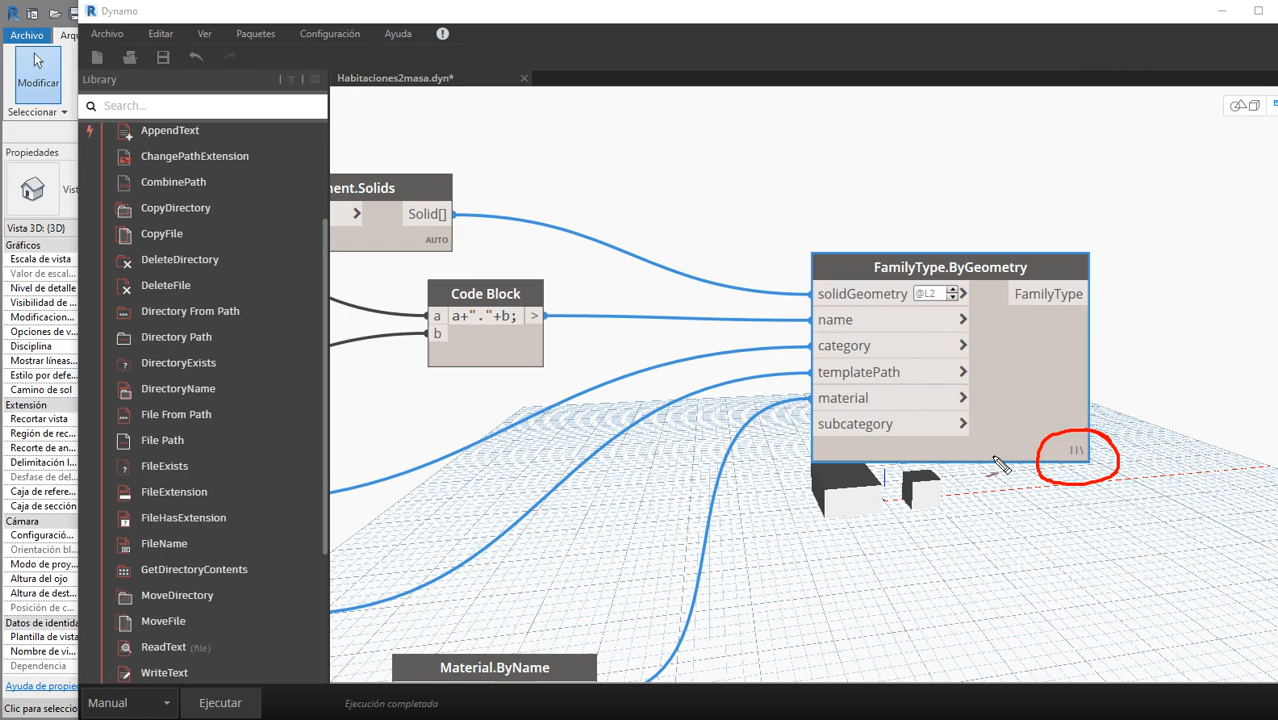 Dynamo
Archivo
Arqu
Modificar
Seleccionar
Propiedades
Vist
Vista 3D: {3D}
Gráficos
Escala de vista
Valor de escal...
Nivel de detalle
Visibilidad de ...
Modificacion...
Opciones de v...
Disciplina
Mostrar líneas...
Estilo por defe...
Camino de sol
Extensión
Recortar vista
Región de rec...
Recorte de an...
Delimitación l...
Desfase de del...
Caja de refere...
Caja de secció...
Cámara
Configuració...
Orientación bl...
Modo de proy...
Altura del ojo
Altura de dest...
Posición de c...
Datos de identid
Plantilla de vista
Nombre de vi...
Dependencia
Ayuda de propied
Clic para selecció
Archivo Editar Ver Paquetes Configuración Ayuda
Library
Search...
AppendText
ChangePathExtension
CombinePath
CopyDirectory
CopyFile
DeleteDirectory
DeleteFile
Directory From Path
Directory Path
DirectoryExists
DirectoryName
File From Path
File Path
FileExists
FileExtension
FileHasExtension
FileName
GetDirectoryContents
MoveDirectory
MoveFile
ReadText (file)
WriteText
Manual
Ejecutar
Ejecución completada
Habitaciones2masa.dyn*
nent.Solids
> Solid[]
AUTO
Code Block
a a+"."+b; >
b
FamilyType.ByGeometry
solidGeometry @L2 > FamilyType
name >
category >
templatePath >
material >
subcategory >
Material.ByName